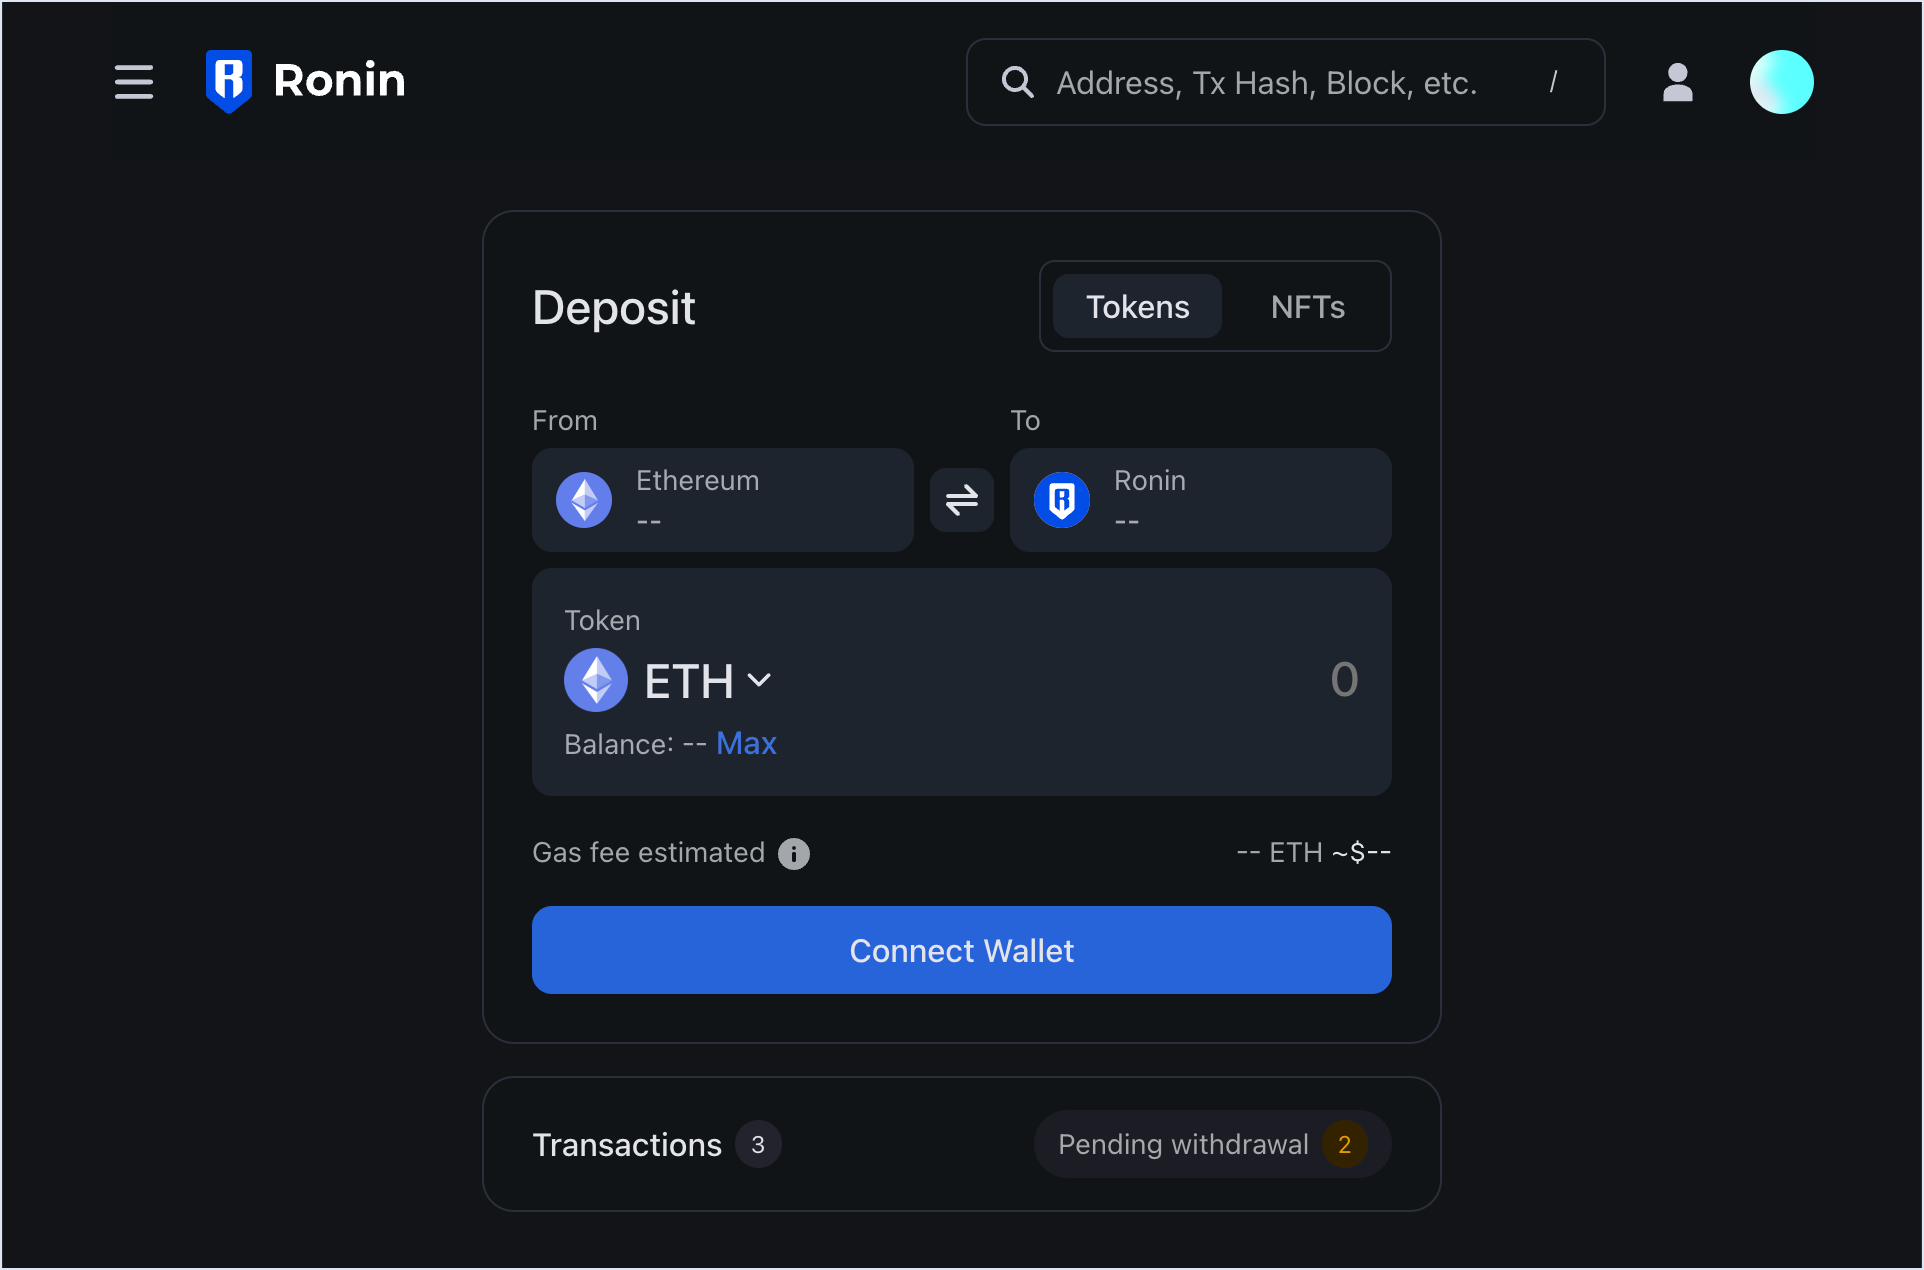 Ronin
Address, Tx Hash, Block, etc. /
Deposit
Tokens NFTs
From To
Ethereum
--
Ronin
--
Token
ETH 0
Balance: -- Max
Gas fee estimated -- ETH ~$--
Connect Wallet
Transactions 3 Pending withdrawal 2